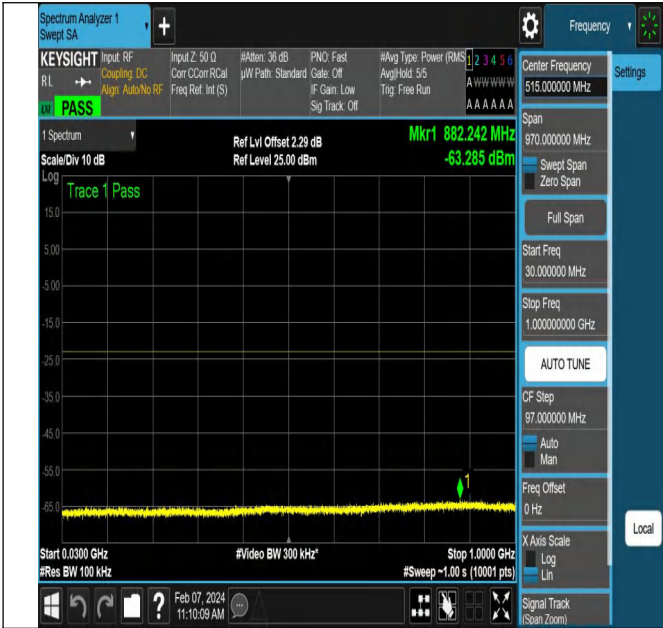 Spectrum Analyzer 1
Swept SA
Frequency
KEYSIGHT
RL
PASS
Input: RF
Coupling: DC
Align: Auto/No RF
Input Z: 50 Ω
Corr CCorr RCal
Freq Ref: Int (S)
#Atten: 36 dB
µW Path: Standard
PNO: Fast
Gate: Off
IF Gain: Low
Sig Track: Off
#Avg Type: Power (RMS
Avg|Hold: 5/5
Trig: Free Run
1 2 3 4 5 6
A W W W W W
A A A A A A
Center Frequency
515.000000 MHz
Settings
1 Spectrum
Scale/Div 10 dB
Ref Lvl Offset 2.29 dB
Ref Level 25.00 dBm
Mkr1 882.242 MHz
-63.285 dBm
Log
Trace 1 Pass
15.0
5.00
-5.00
-15.0
-25.0
-35.0
-45.0
-55.0
-65.0
1
Start 0.0300 GHz
#Res BW 100 kHz
#Video BW 300 kHz*
Stop 1.0000 GHz
#Sweep ~1.00 s (10001 pts)
Span
970.000000 MHz
Swept Span
Zero Span
Full Span
Start Freq
30.000000 MHz
Stop Freq
1.000000000 GHz
AUTO TUNE
CF Step
97.000000 MHz
Auto
Man
Freq Offset
0 Hz
X Axis Scale
Log
Lin
Local
Signal Track
(Span Zoom)
Feb 07, 2024
11:10:09 AM